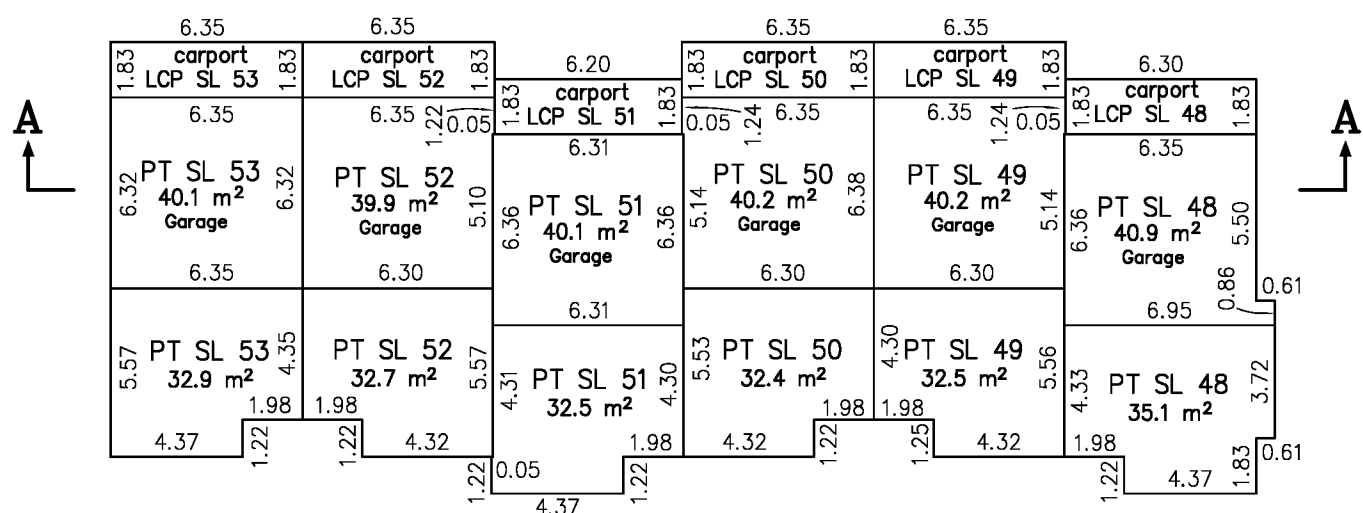 6.35 6.35 6.35 6.35
6.20 6.30
1.83 carport 1.83 carport 1.83 1.83 carport 1.83 carport 1.83
LCP SL 53 LCP SL 52 LCP SL 50 LCP SL 49
1.83 carport 1.83 1.83 carport 1.83
LCP SL 51 LCP SL 48
6.35 6.35 1.22 0.05 0.05 1.24 6.35 6.35 1.24 0.05
A A
6.31 6.35
6.32 PT SL 53 6.32 PT SL 52 5.10 5.14 PT SL 50 6.38 PT SL 49 5.14
40.1 m² 39.9 m² 40.2 m² 40.2 m²
Garage Garage Garage Garage
6.36 PT SL 51 6.36 6.36 PT SL 48 5.50
40.1 m² 40.9 m²
Garage Garage
6.35 6.30 6.30 6.30 0.86 0.61
6.31 6.95
5.57 PT SL 53 4.35 PT SL 52 5.57 5.53 PT SL 50 4.30 PT SL 49 5.56
32.9 m² 32.7 m² 32.4 m² 32.5 m²
4.31 PT SL 51 4.30 4.33 PT SL 48 3.72
32.5 m² 35.1 m²
1.98 1.98 1.98 1.98
4.37 1.22 1.22 4.32 1.98 4.32 1.22 1.25 4.32 1.98 0.61
1.22 0.05 1.22 1.22 4.37 1.83
4.37